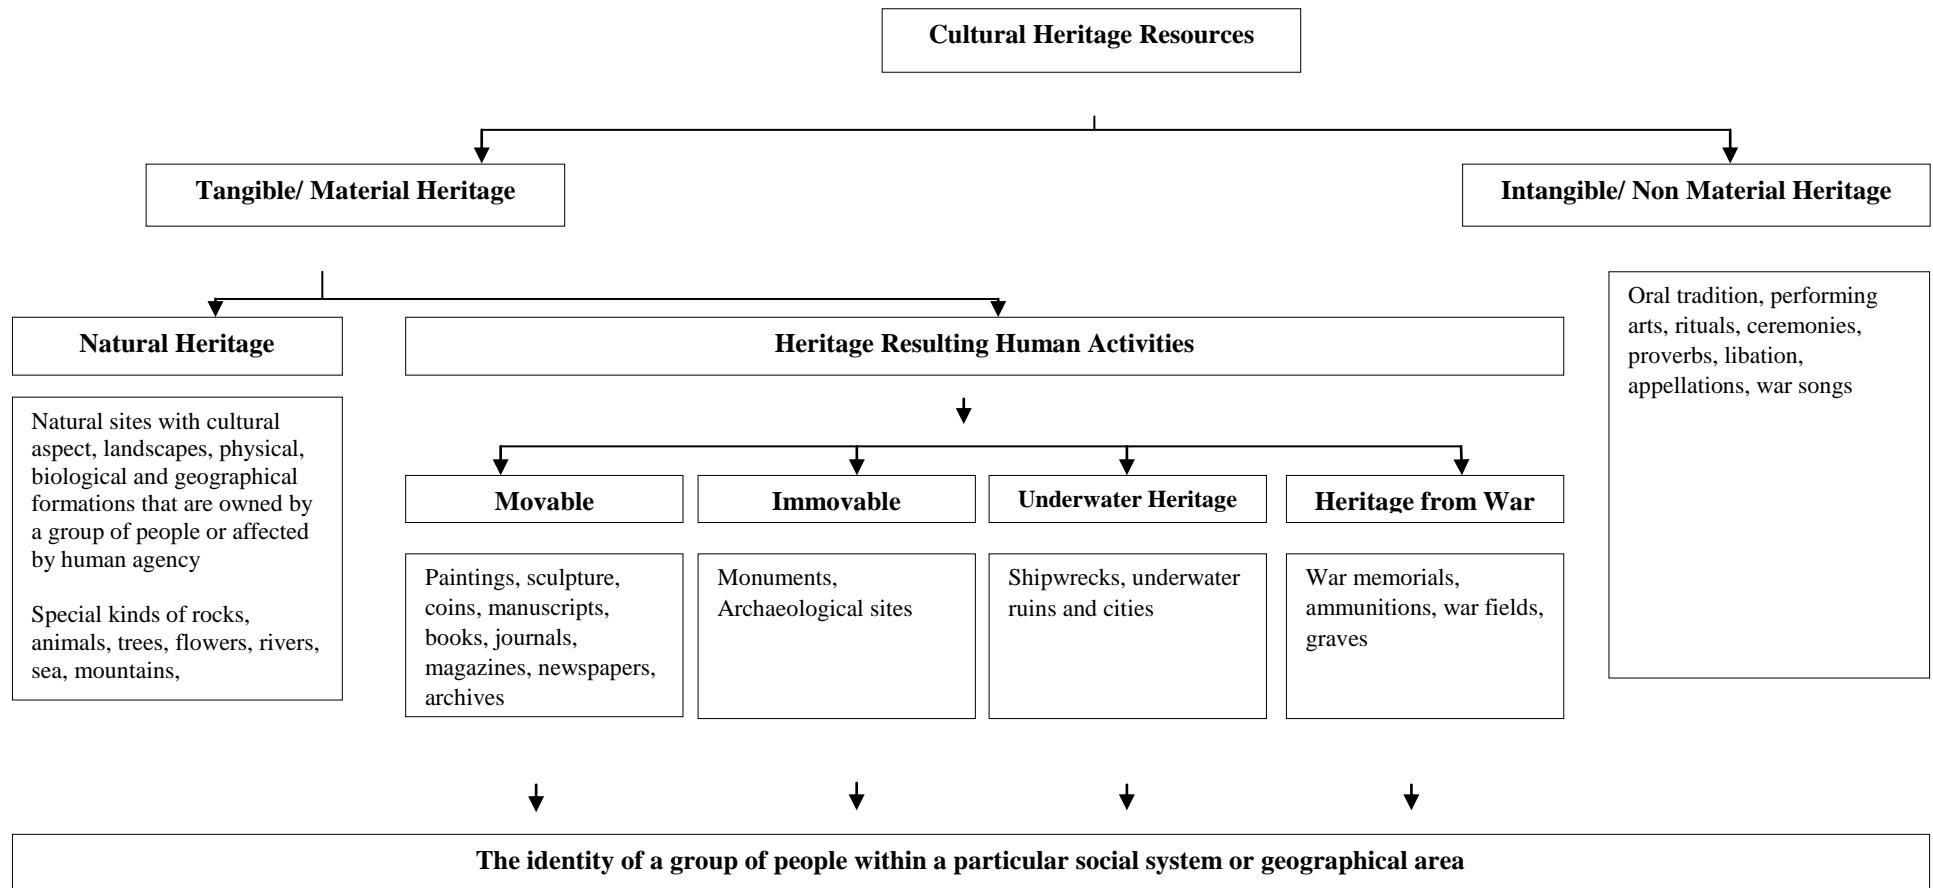 Cultural Heritage Resources
Tangible/ Material Heritage
Intangible/ Non Material Heritage
Natural Heritage
Heritage Resulting Human Activities
Oral tradition, performing
arts, rituals, ceremonies,
proverbs, libation,
appellations, war songs
Natural sites with cultural
aspect, landscapes, physical,
biological and geographical
formations that are owned by
a group of people or affected
by human agency
Special kinds of rocks,
animals, trees, flowers, rivers,
sea, mountains,
Movable
Immovable
Underwater Heritage
Heritage from War
Paintings, sculpture,
coins, manuscripts,
books, journals,
magazines, newspapers,
archives
Monuments,
Archaeological sites
Shipwrecks, underwater
ruins and cities
War memorials,
ammunitions, war fields,
graves
The identity of a group of people within a particular social system or geographical area